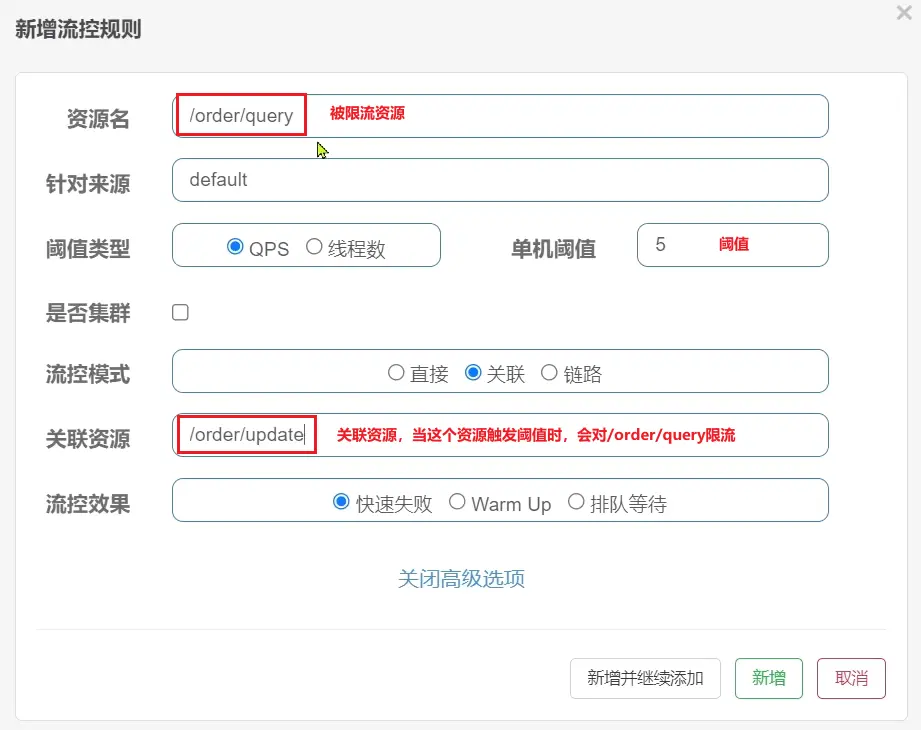 新增流控规则
资源名 /order/query 被限流资源
针对来源 default
阈值类型 QPS 线程数 单机阈值 5 阈值
是否集群
流控模式 直接 关联 链路
关联资源 /order/update 关联资源，当这个资源触发阈值时，会对/order/query限流
流控效果 快速失败 Warm Up 排队等待
关闭高级选项
新增并继续添加 新增 取消